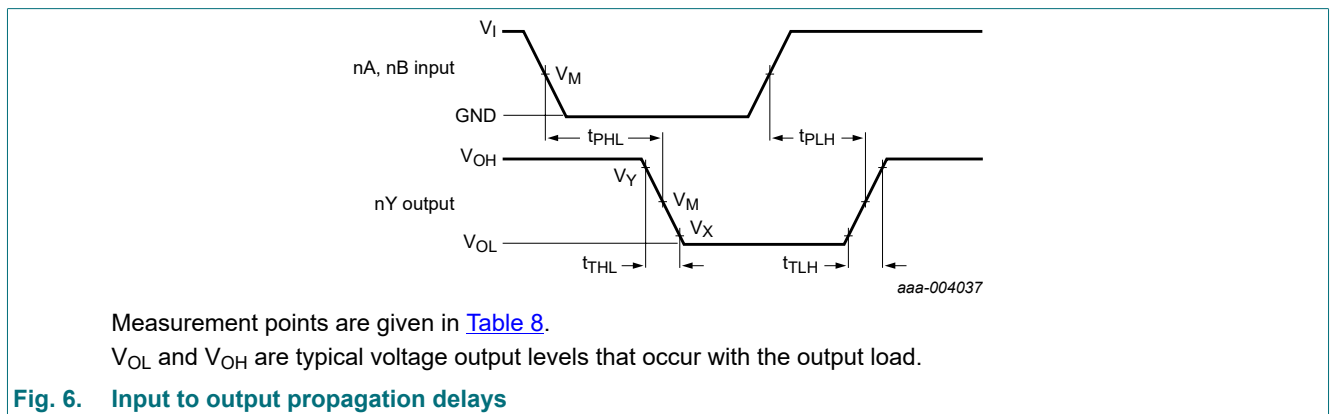 VI
nA, nB input
VM
GND
tPHL
tPLH
VOH
VY
VM
nY output
VX
VOL
tTHL
tTLH
aaa-004037
Measurement points are given in Table 8.
VOL and VOH are typical voltage output levels that occur with the output load.
Fig. 6. Input to output propagation delays